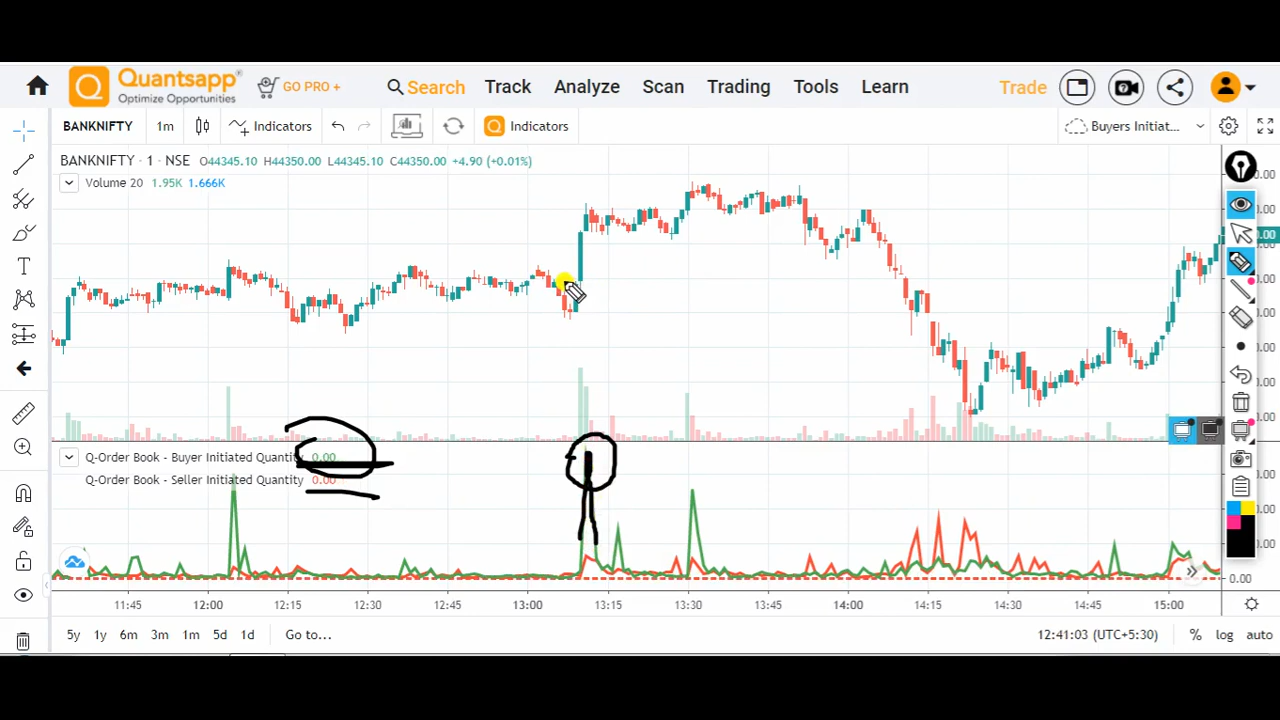 Quantsapp
Optimize Opportunities
GO PRO +
Search
Track
Analyze
Scan
Trading
Tools
Learn
Trade
BANKNIFTY
1m
Indicators
Indicators
Buyers Initiat...
BANKNIFTY · 1 · NSE O44345.10 H44350.00 L44345.10 C44350.00 +4.90 (+0.01%)
Volume 20 1.95K 1.666K
Q-Order Book - Buyer Initiated Quantity 0.00
Q-Order Book - Seller Initiated Quantity 0.00
0.00
11:45 12:00 12:15 12:30 12:45 13:00 13:15 13:30 13:45 14:00 14:15 14:30 14:45 15:00
5y 1y 6m 3m 1m 5d 1d Go to...
12:41:03 (UTC+5:30) % log auto